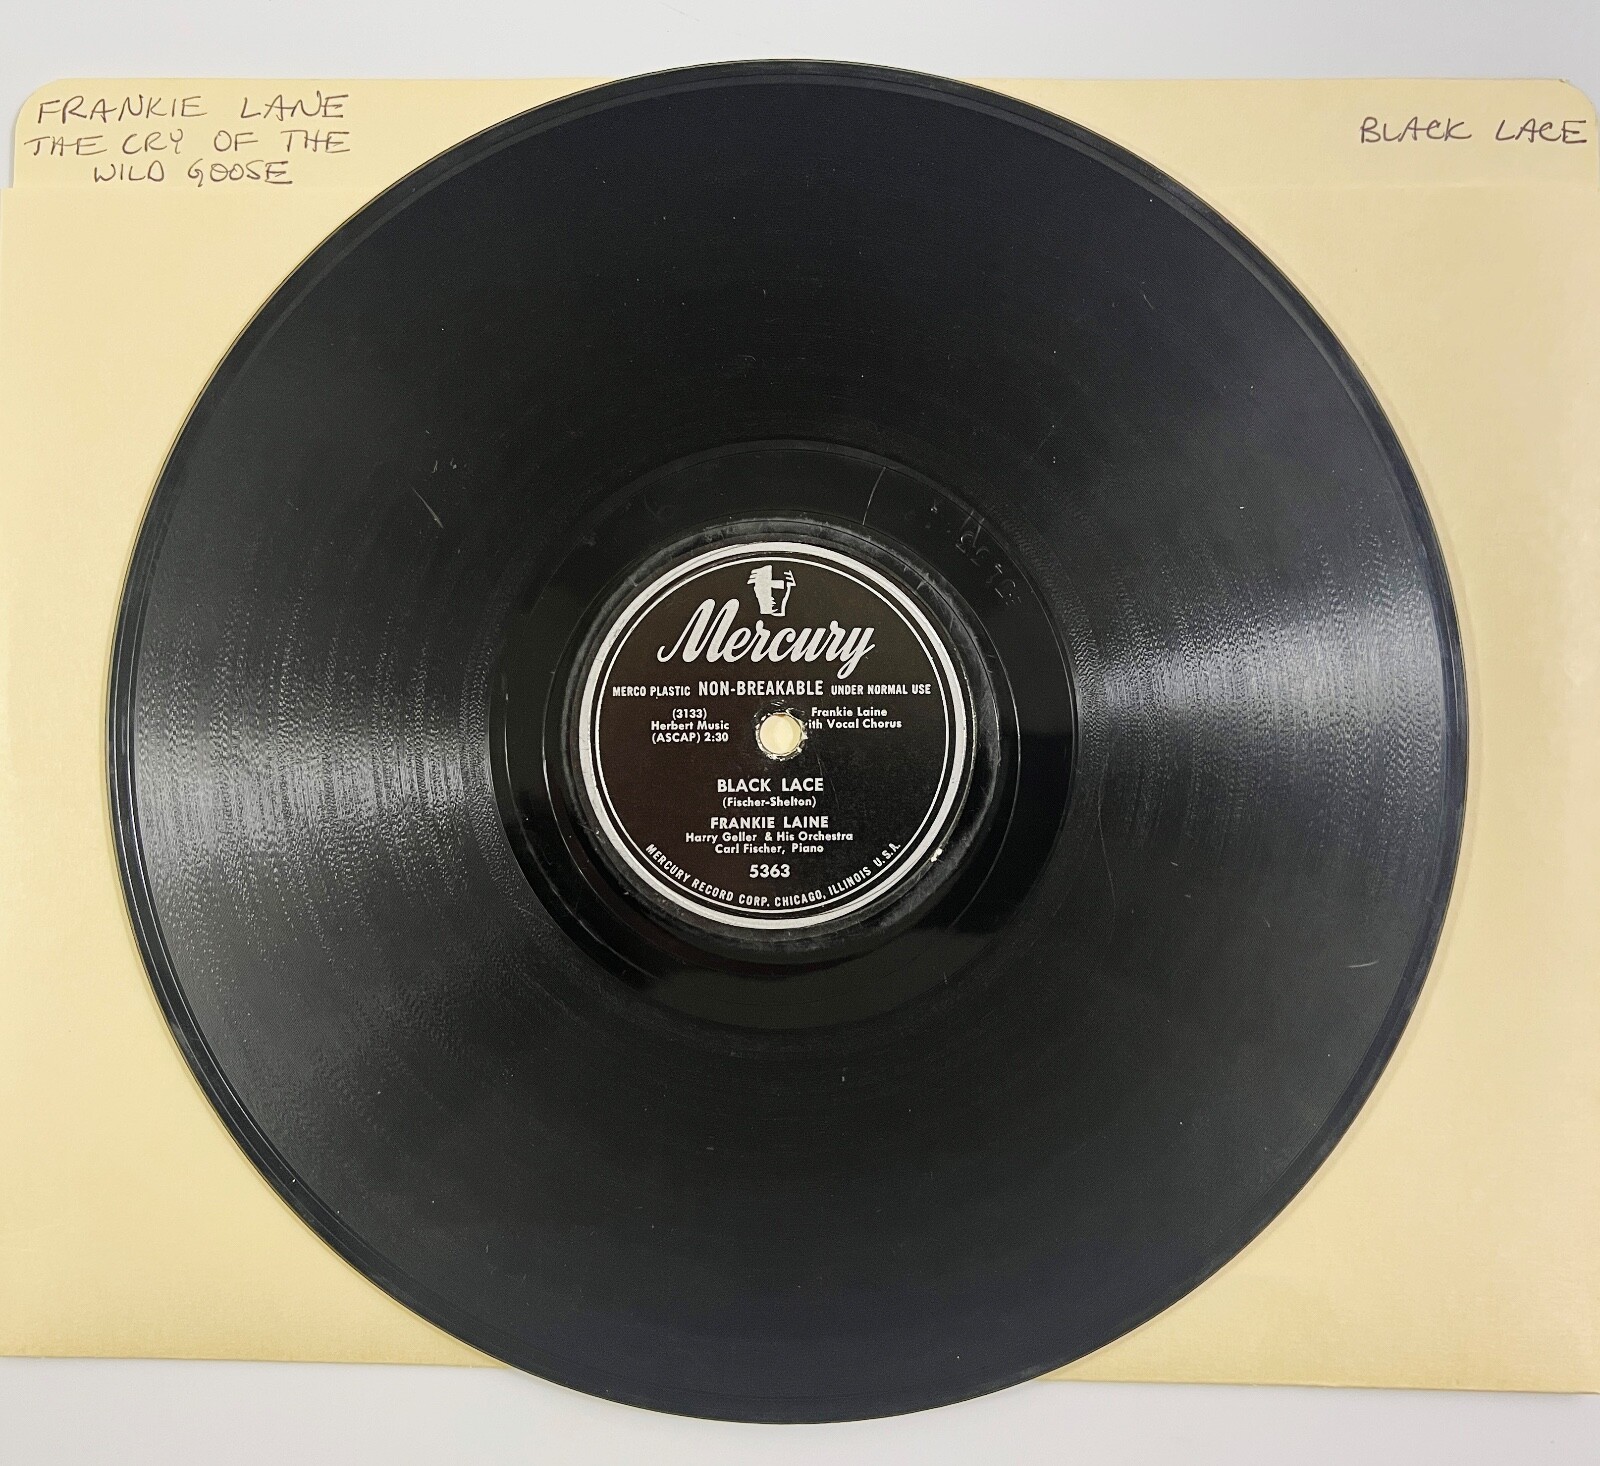 FRANKIE LANE
THE CRY OF THE
WILD GOOSE
BLACK LACE
Mercury
MERCO PLASTIC NON-BREAKABLE UNDER NORMAL USE
(3133)
Herbert Music
(ASCAP) 2:30
Frankie Laine
ith Vocal Chorus
BLACK LACE
(Fischer-Shelton)
FRANKIE LAINE
Harry Geller & His Orchestra
Carl Fischer, Piano
5363
MERCURY RECORD CORP. CHICAGO, ILLINOIS U.S.A.